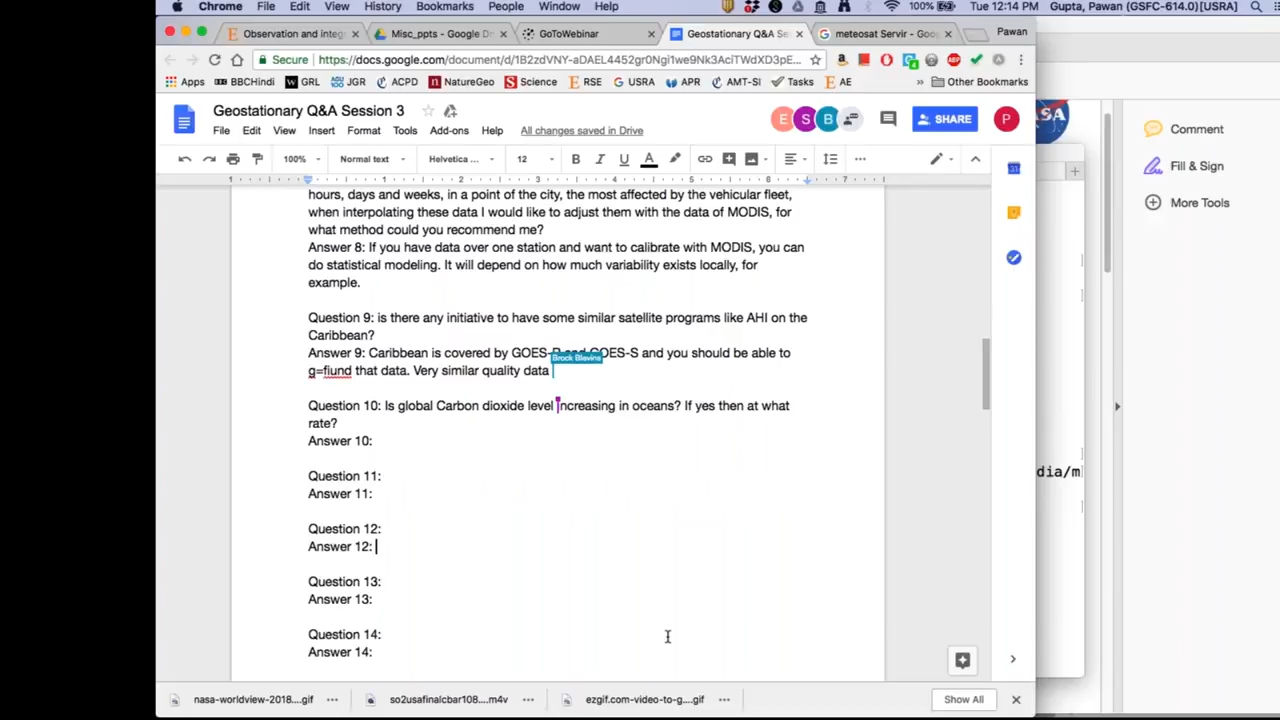 Chrome File Edit View History Bookmarks People Window Help 100% Tue 12:14 PM Gupta, Pawan (GSFC-614.0)[USRA]
Observation and integ Misc_ppts - Google Dr GoToWebinar Geostationary Q&A Se meteosat Servir - Goog Pawan
Secure https://docs.google.com/document/d/1B2zdVNY-aDAEL4452gr0Ngi1we9Nk3AciTWdXD3pE...
Apps BBCHindi GRL JGR ACPD NatureGeo Science RSE USRA APR AMT-SI Tasks AE » Other Bookmarks
Geostationary Q&A Session 3
E S B SHARE P
File Edit View Insert Format Tools Add-ons Help All changes saved in Drive
100% Normal text Helvetica ... 12 B I U A
1 1 2 3 4 5 6 7
hours, days and weeks, in a point of the city, the most affected by the vehicular fleet,
when interpolating these data I would like to adjust them with the data of MODIS, for
what method could you recommend me?
Answer 8: If you have data over one station and want to calibrate with MODIS, you can
do statistical modeling. It will depend on how much variability exists locally, for
example.
Question 9: is there any initiative to have some similar satellite programs like AHI on the
Caribbean?
Answer 9: Caribbean is covered by GOES-R and GOES-S and you should be able to
Brock Blevins
g=fiund that data. Very similar quality data
Question 10: Is global Carbon dioxide level increasing in oceans? If yes then at what
rate?
Answer 10:
Question 11:
Answer 11:
Question 12:
Answer 12:
Question 13:
Answer 13:
Question 14:
Answer 14:
nasa-worldview-2018....gif so2usafinalcbar108....m4v ezgif.com-video-to-g....gif Show All
Comment
Fill & Sign
More Tools
dia/m